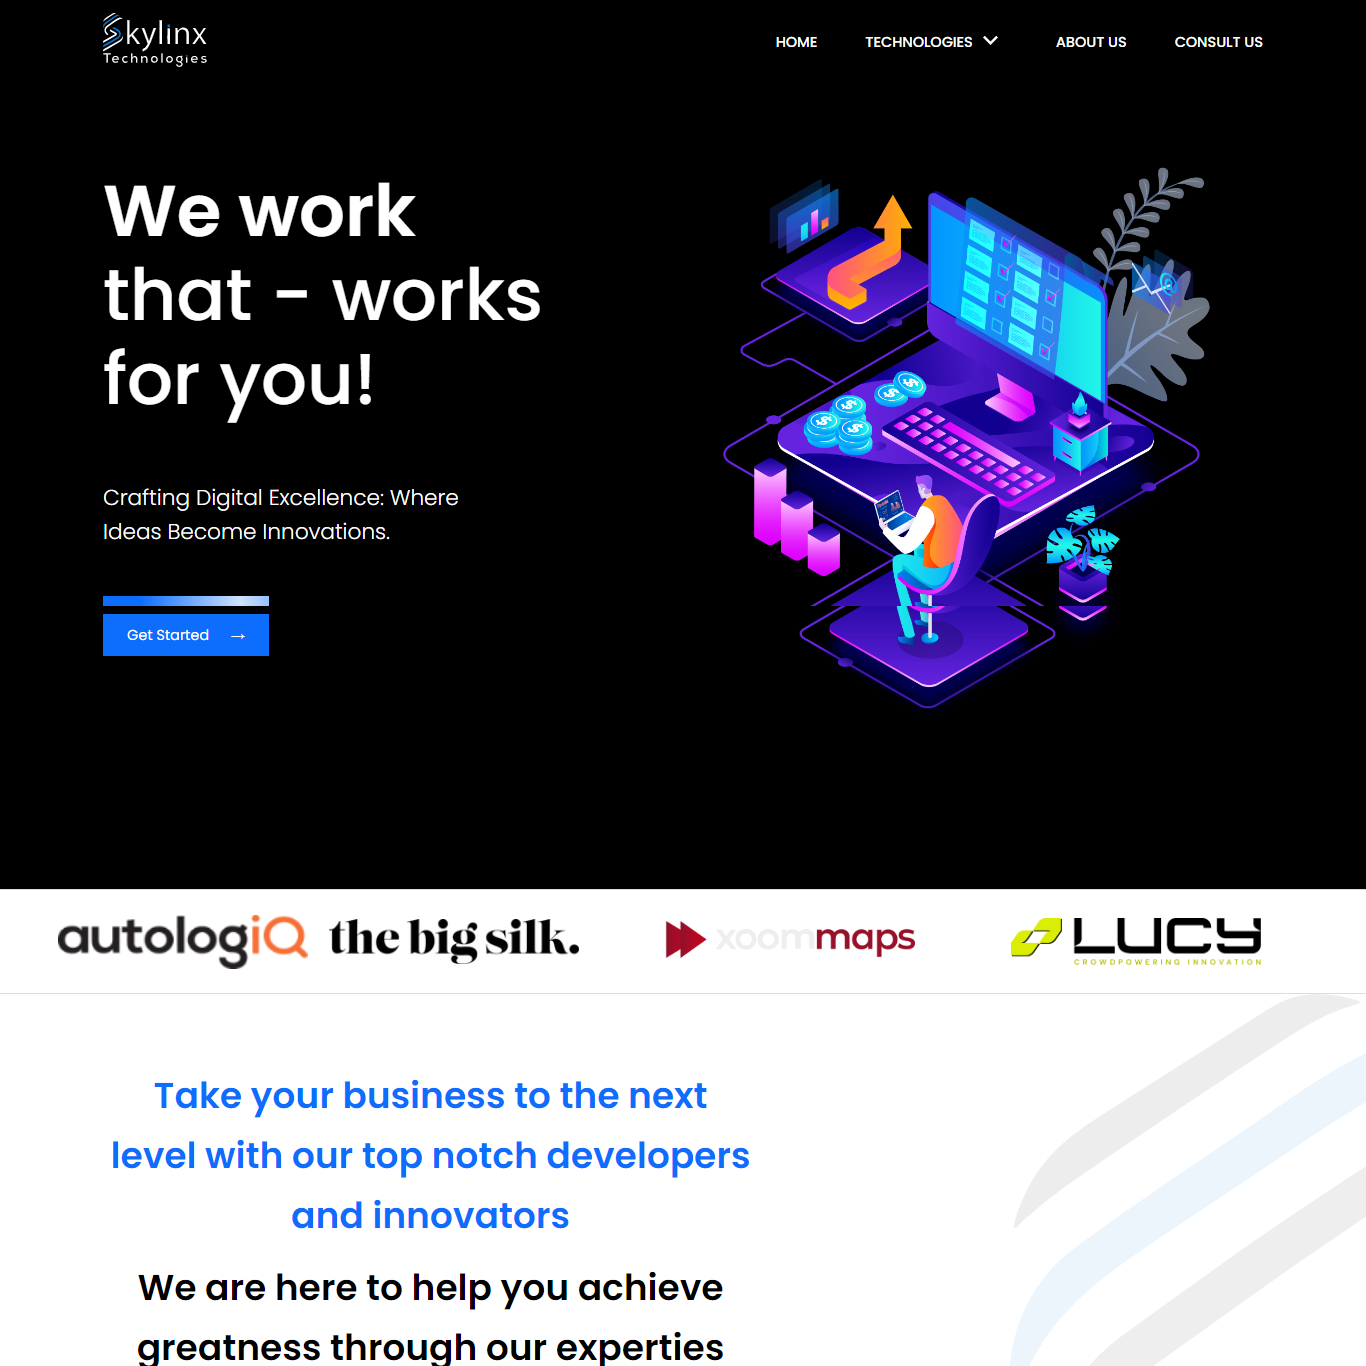 Skylinx
Technologies
HOME
TECHNOLOGIES
ABOUT US
CONSULT US
We work
that - works
for you!
Crafting Digital Excellence: Where
Ideas Become Innovations.
Get Started →
autologiQ
the big silk.
xoommaps
LUCY
CROWDPOWERING INNOVATION
Take your business to the next
level with our top notch developers
and innovators
We are here to help you achieve
greatness through our experties